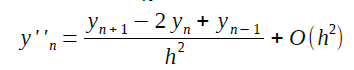 y''ₙ = (yₙ₊₁ − 2 yₙ + yₙ₋₁) / h² + O(h²)